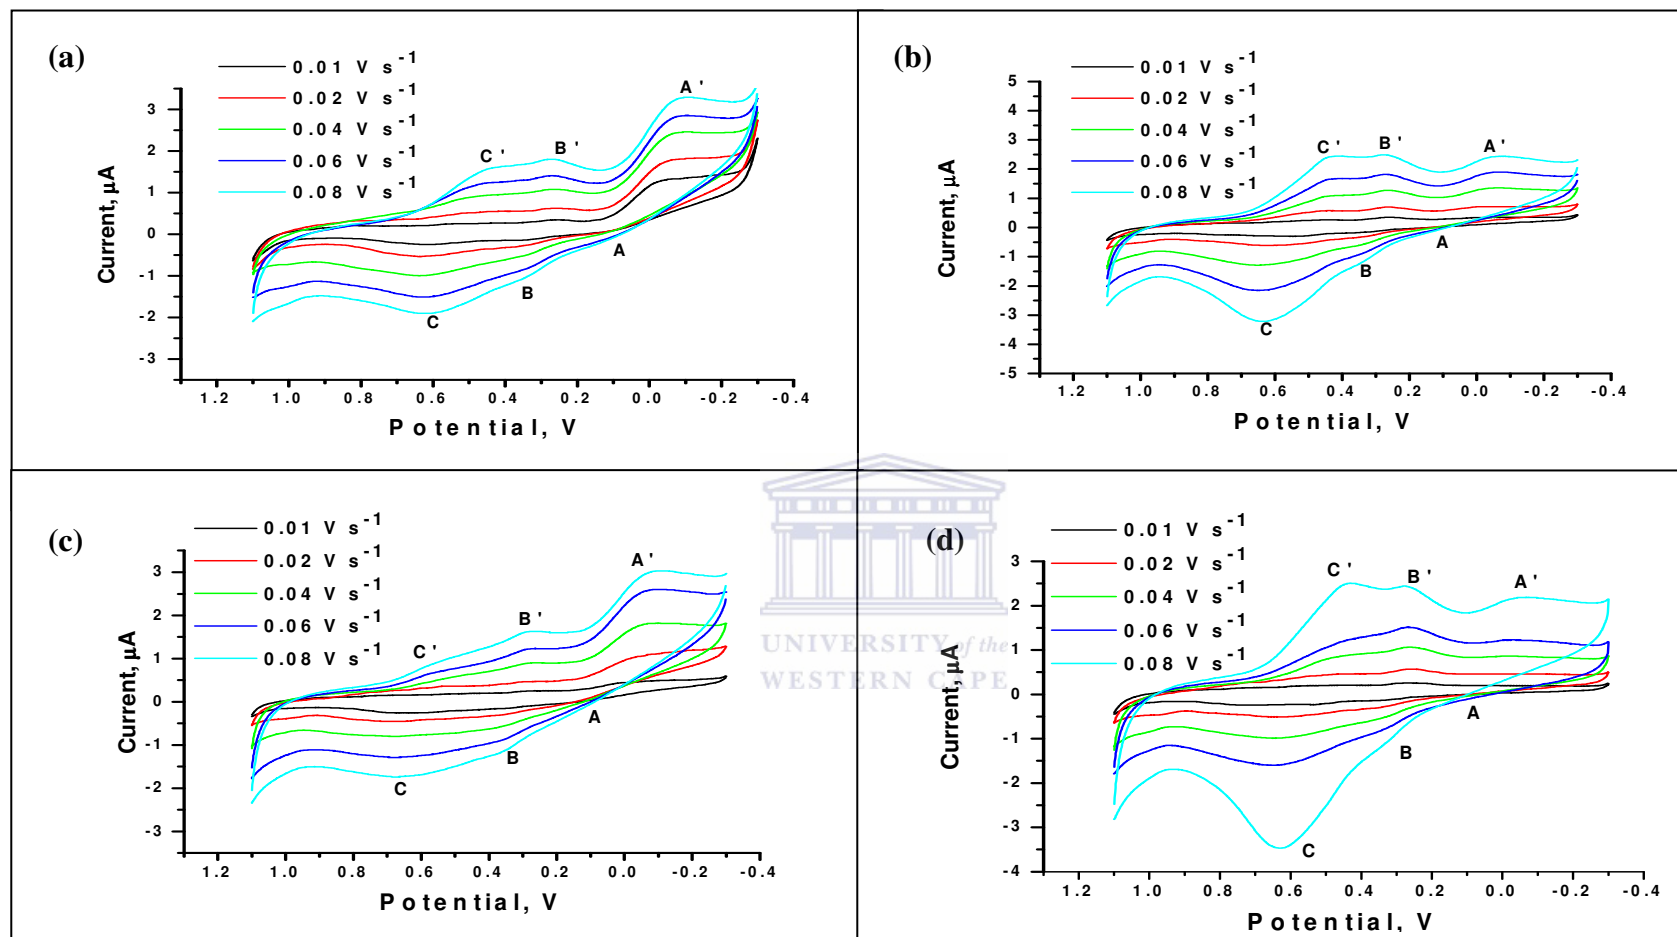 (a)
0.01 V s-1
0.02 V s-1
0.04 V s-1
0.06 V s-1
0.08 V s-1
A '
B '
C '
A
B
C
3
2
1
0
-1
-2
-3
Current, µA
1.2 1.0 0.8 0.6 0.4 0.2 0.0 -0.2 -0.4
Potential, V
(b)
0.01 V s-1
0.02 V s-1
0.04 V s-1
0.06 V s-1
0.08 V s-1
C '
B '
A '
A
B
C
5
4
3
2
1
0
-1
-2
-3
-4
-5
Current, µA
1.2 1.0 0.8 0.6 0.4 0.2 0.0 -0.2 -0.4
Potential, V
(c)
0.01 V s-1
0.02 V s-1
0.04 V s-1
0.06 V s-1
0.08 V s-1
A '
B '
C '
A
B
C
3
2
1
0
-1
-2
-3
Current, µA
1.2 1.0 0.8 0.6 0.4 0.2 0.0 -0.2 -0.4
Potential, V
UNIVERSITY of the
WESTERN CAPE
(d)
0.01 V s-1
0.02 V s-1
0.04 V s-1
0.06 V s-1
0.08 V s-1
C '
B '
A '
A
B
C
3
2
1
0
-1
-2
-3
-4
Current, µA
1.2 1.0 0.8 0.6 0.4 0.2 0.0 -0.2 -0.4
Potential, V